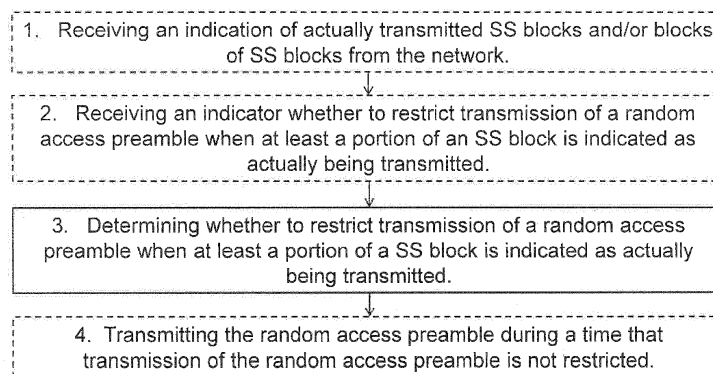 1. Receiving an indication of actually transmitted SS blocks and/or blocks
of SS blocks from the network.
2. Receiving an indicator whether to restrict transmission of a random
access preamble when at least a portion of an SS block is indicated as
actually being transmitted.
3. Determining whether to restrict transmission of a random access
preamble when at least a portion of a SS block is indicated as actually
being transmitted.
4. Transmitting the random access preamble during a time that
transmission of the random access preamble is not restricted.